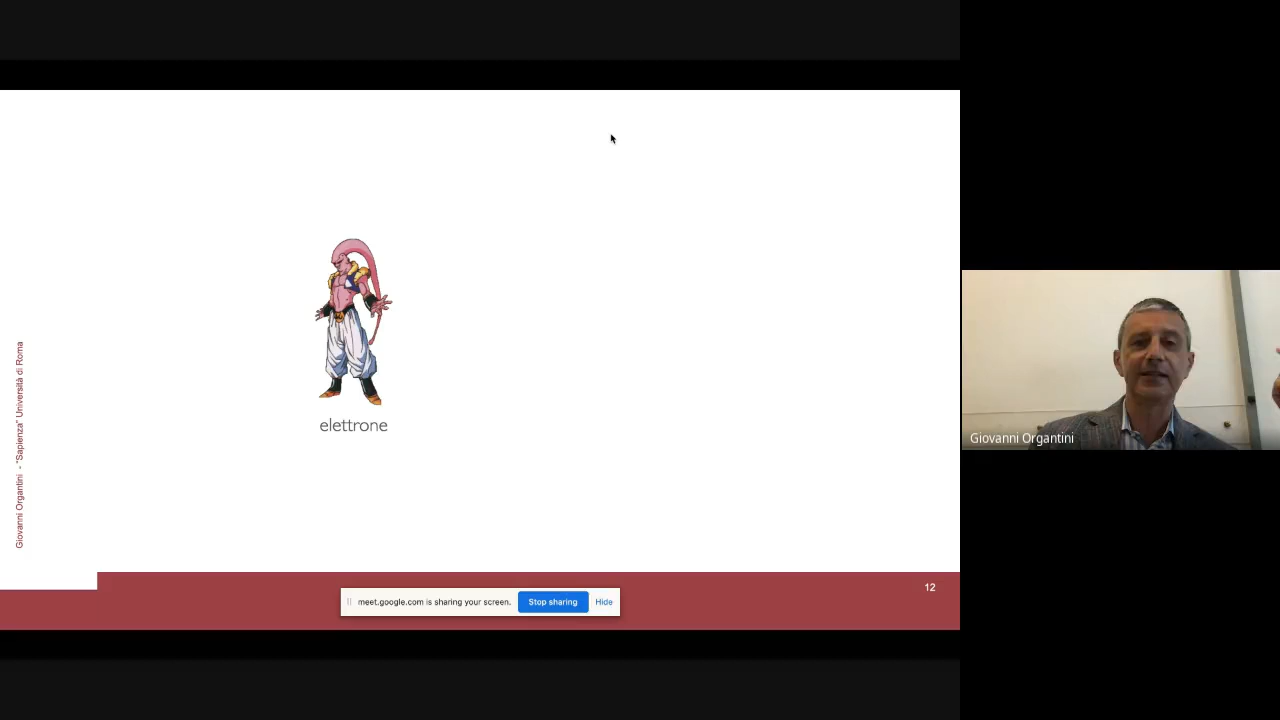 Giovanni Organtini - "Sapienza" Università di Roma
elettrone
12
meet.google.com is sharing your screen. Stop sharing Hide
Giovanni Organtini